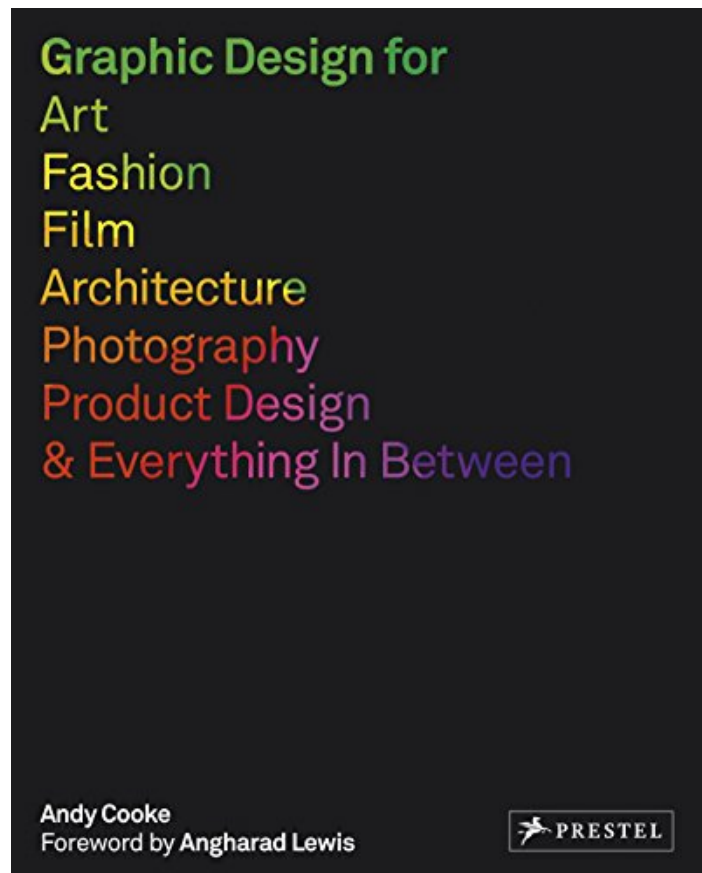 Graphic Design for
Art
Fashion
Film
Architecture
Photography
Product Design
& Everything In Between
Andy Cooke
Foreword by Angharad Lewis
PRESTEL